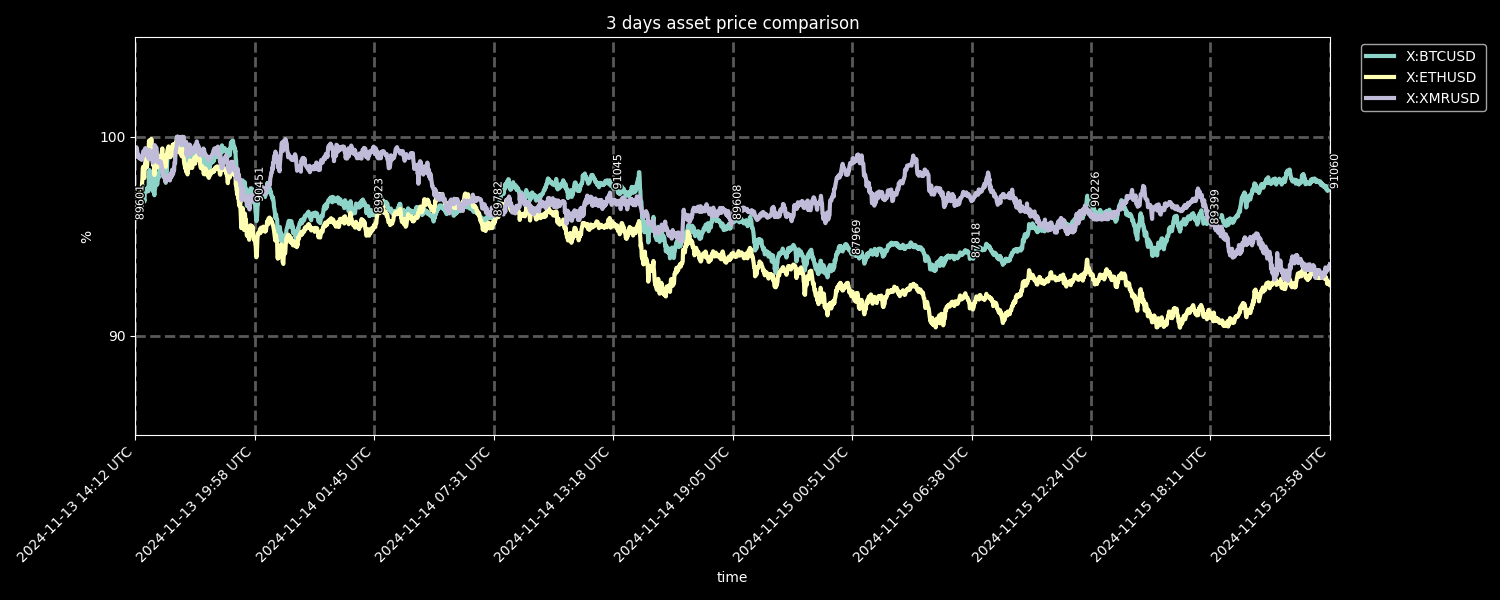 3 days asset price comparison
X:BTCUSD
X:ETHUSD
X:XMRUSD
%
100
90
89601
90451
89923
89782
91045
89608
87969
87818
90226
89399
91060
2024-11-13 14:12 UTC
2024-11-13 19:58 UTC
2024-11-14 01:45 UTC
2024-11-14 07:31 UTC
2024-11-14 13:18 UTC
2024-11-14 19:05 UTC
2024-11-15 00:51 UTC
2024-11-15 06:38 UTC
2024-11-15 12:24 UTC
2024-11-15 18:11 UTC
2024-11-15 23:58 UTC
time